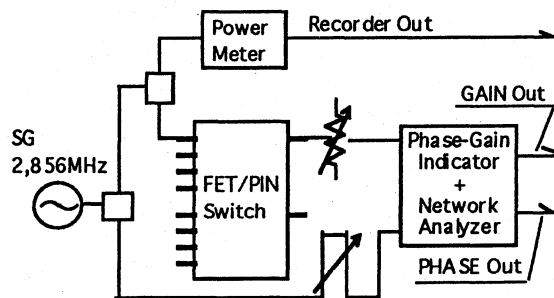 Power
Meter
Recorder Out
GAIN Out
SG
2,856MHz
FET/PIN
Switch
Phase-Gain
Indicator
+
Network
Analyzer
PHASE Out